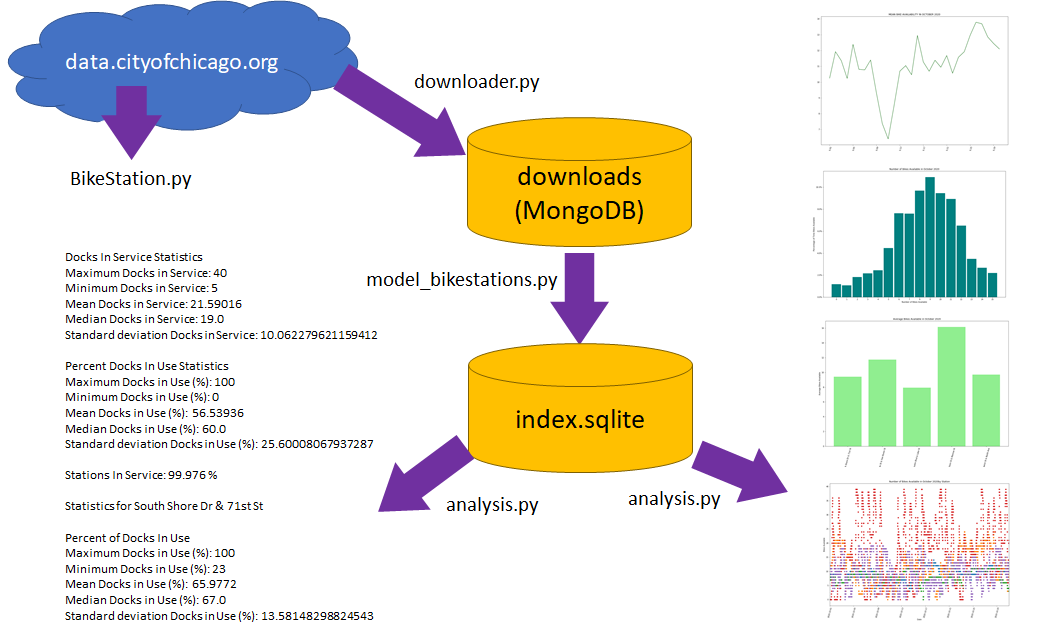 data.cityofchicago.org
downloader.py
BikeStation.py
downloads
(MongoDB)
model_bikestations.py
index.sqlite
analysis.py
analysis.py
Docks In Service Statistics
Maximum Docks in Service: 40
Minimum Docks in Service: 5
Mean Docks in Service: 21.59016
Median Docks in Service: 19.0
Standard deviation Docks in Service: 10.062279621159412
Percent Docks In Use Statistics
Maximum Docks in Use (%): 100
Minimum Docks in Use (%): 0
Mean Docks in Use (%): 56.53936
Median Docks in Use (%): 60.0
Standard deviation Docks in Use (%): 25.60008067937287
Stations In Service: 99.976 %
Statistics for South Shore Dr & 71st St
Percent of Docks In Use
Maximum Docks in Use (%): 100
Minimum Docks in Use (%): 23
Mean Docks in Use (%): 65.9772
Median Docks in Use (%): 67.0
Standard deviation Docks in Use (%): 13.58148298824543